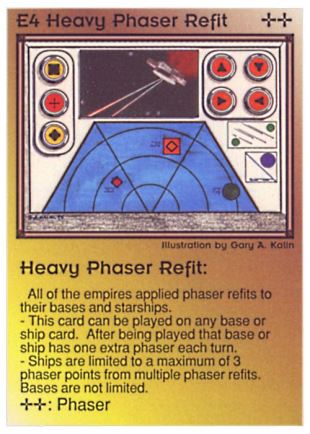 E4 Heavy Phaser Refit
Illustration by Gary A. Kalin
Heavy Phaser Refit:
All of the empires applied phaser refits to
their bases and starships.
- This card can be played on any base or
ship card. After being played that base or
ship has one extra phaser each turn.
- Ships are limited to a maximum of 3
phaser points from multiple phaser refits.
Bases are not limited.
✣✣: Phaser